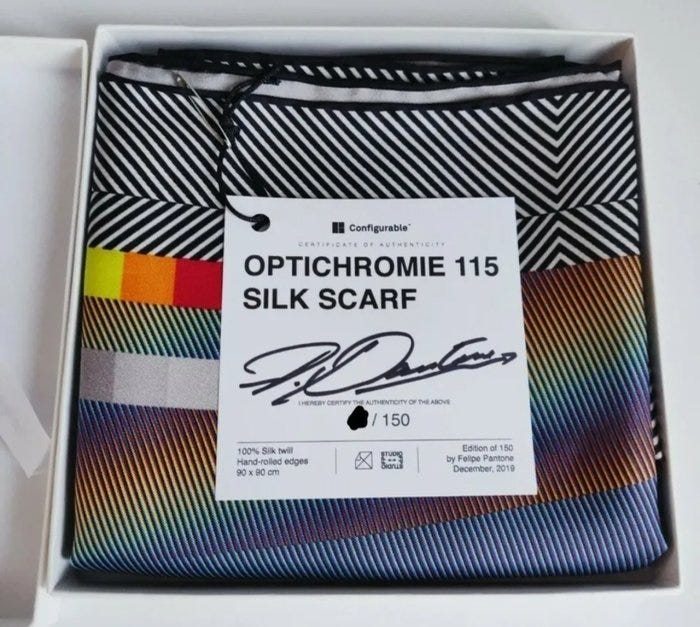 Configurable
CERTIFICATE OF AUTHENTICITY
OPTICHROMIE 115
SILK SCARF
I HEREBY CERTIFY THE AUTHENTICITY OF THE ABOVE
/ 150
100% Silk twill
Hand-rolled edges
90 x 90 cm
STUDIO
Edition of 150
by Felipe Pantone
December, 2019